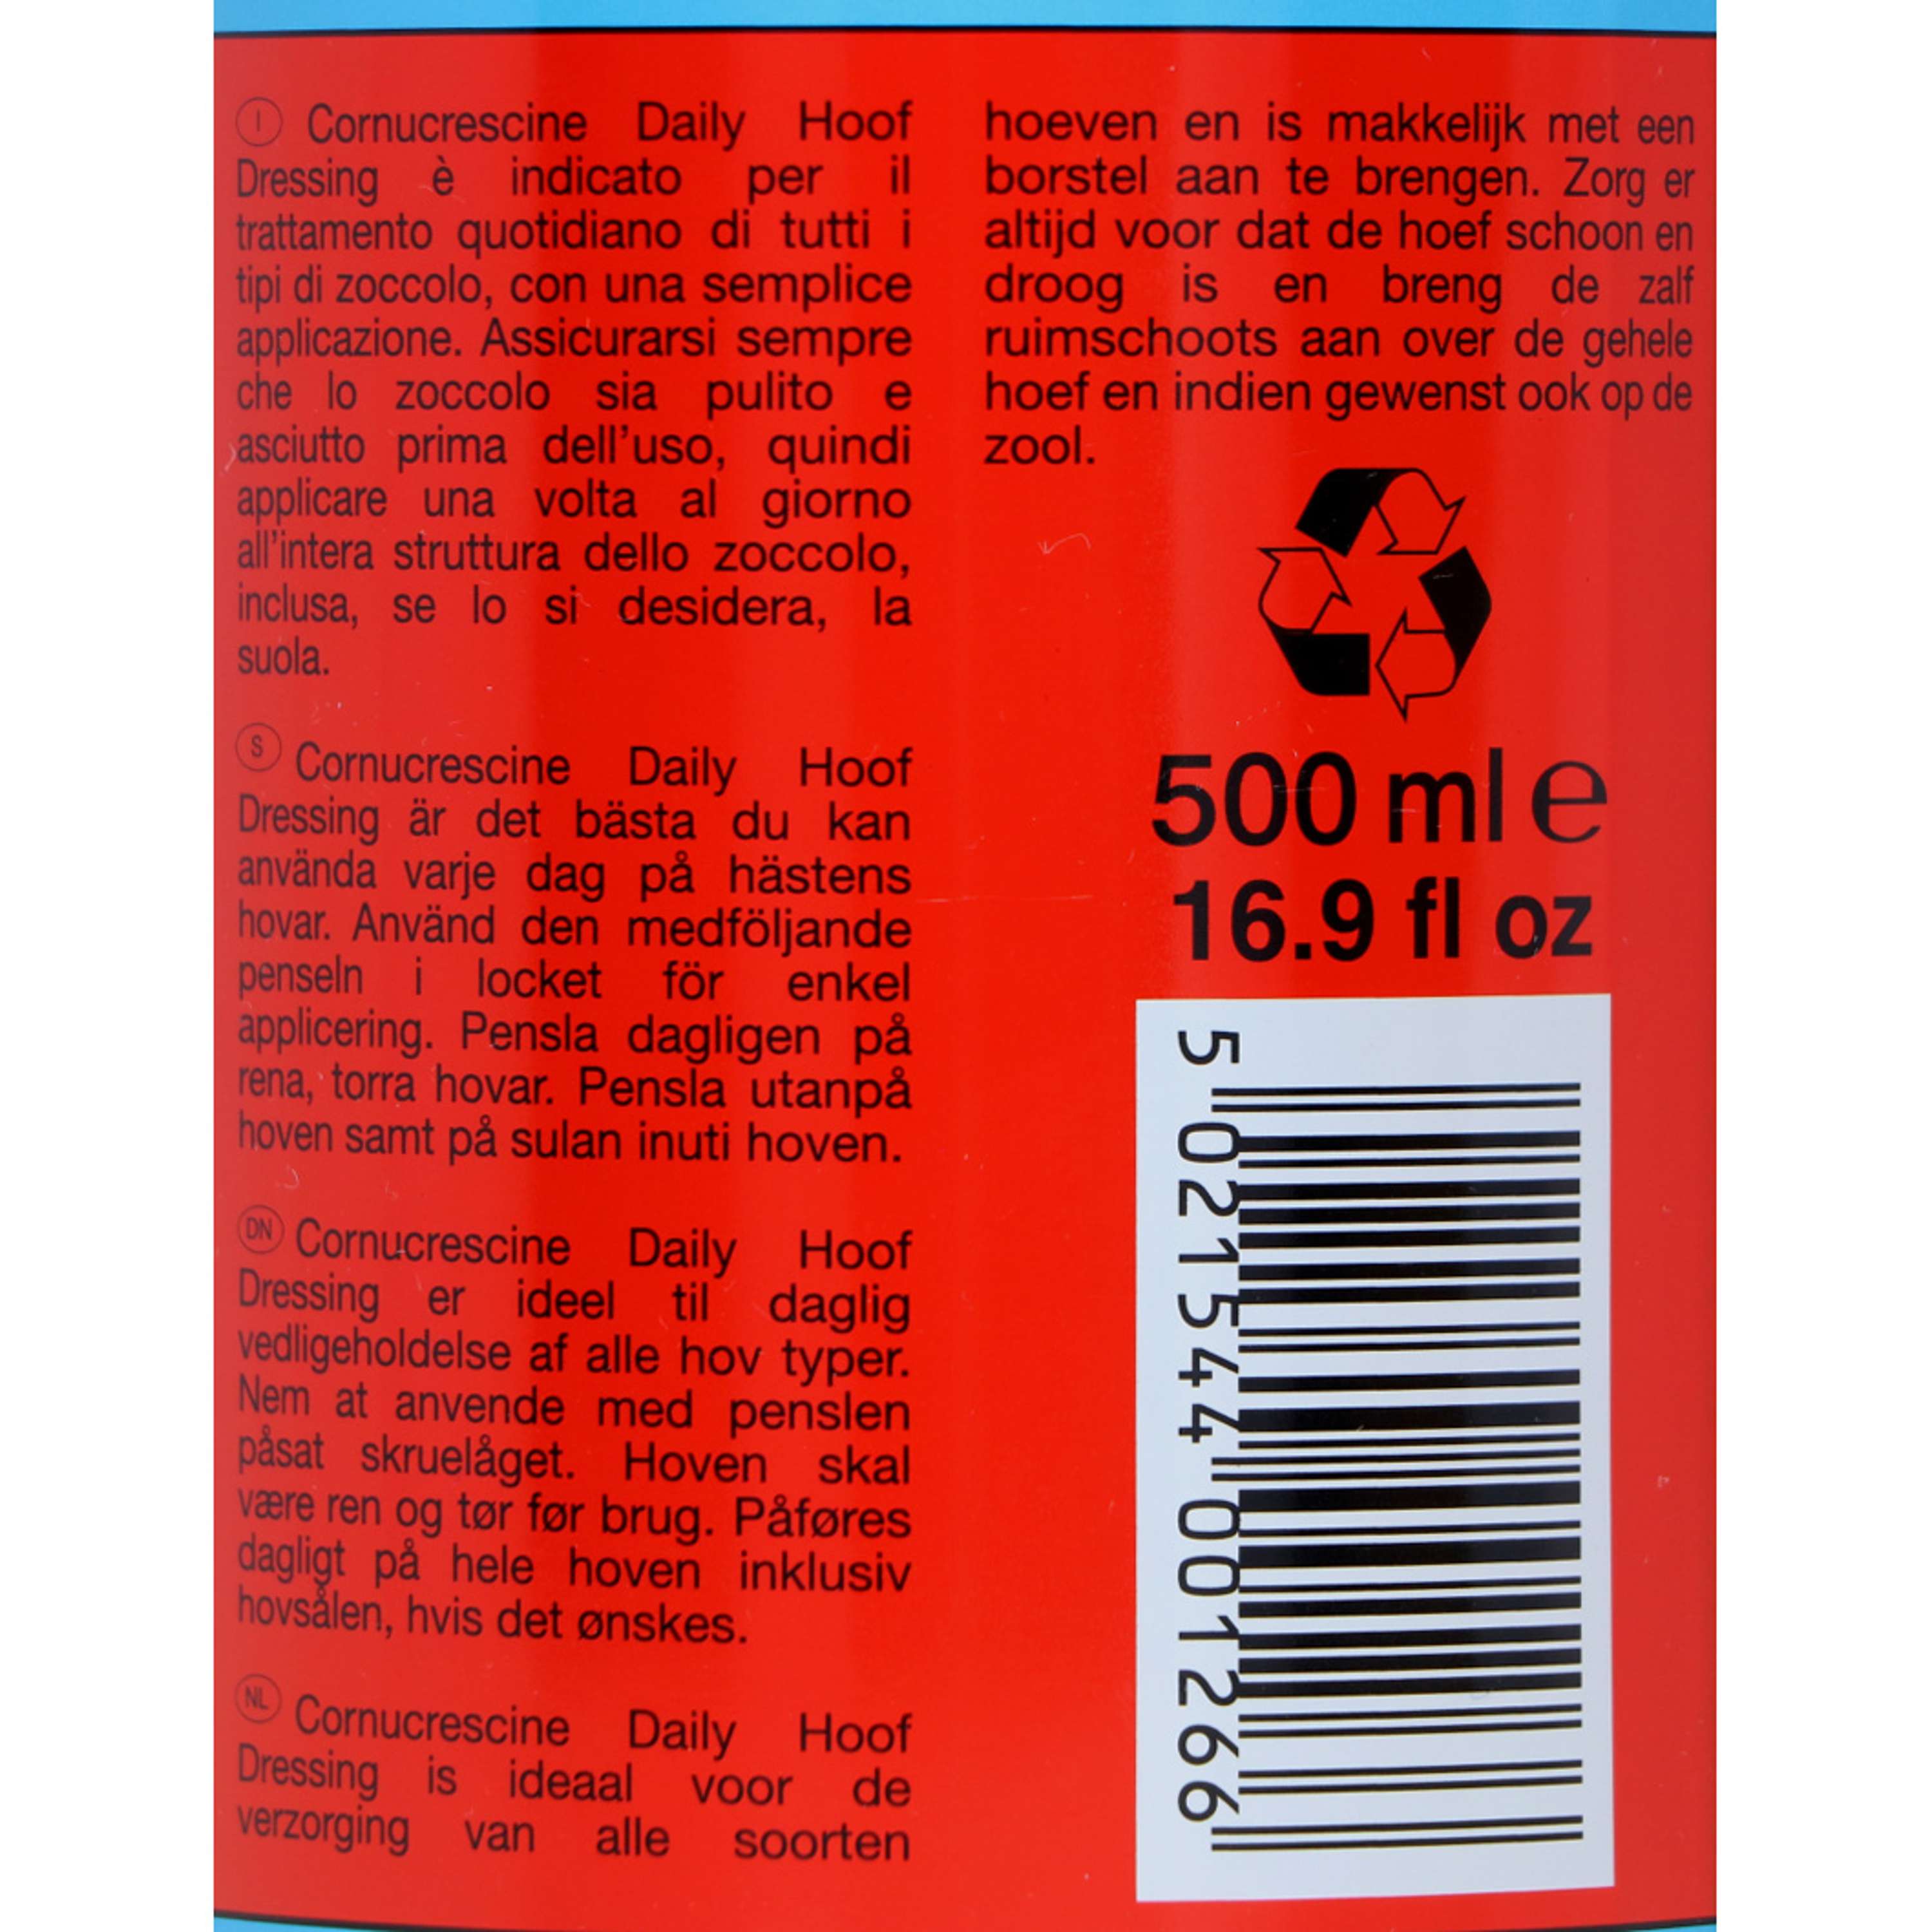 I Cornucrescine Daily Hoof
Dressing è indicato per il
trattamento quotidiano di tutti i
tipi di zoccolo, con una semplice
applicazione. Assicurarsi sempre
che lo zoccolo sia pulito e
asciutto prima dell'uso, quindi
applicare una volta al giorno
all'intera struttura dello zoccolo,
inclusa, se lo si desidera, la
suola.
S Cornucrescine Daily Hoof
Dressing är det bästa du kan
använda varje dag på hästens
hovar. Använd den medföljande
penseln i locket för enkel
applicering. Pensla dagligen på
rena, torra hovar. Pensla utanpå
hoven samt på sulan inuti hoven.
DN Cornucrescine Daily Hoof
Dressing er ideel til daglig
vedligeholdelse af alle hov typer.
Nem at anvende med penslen
påsat skruelåget. Hoven skal
være ren og tør før brug. Påføres
dagligt på hele hoven inklusiv
hovsålen, hvis det ønskes.
NL Cornucrescine Daily Hoof
Dressing is ideaal voor de
verzorging van alle soorten
hoeven en is makkelijk met een
borstel aan te brengen. Zorg er
altijd voor dat de hoef schoon en
droog is en breng de zalf
ruimschoots aan over de gehele
hoef en indien gewenst ook op de
zool.
500 ml e
16.9 fl oz
5 021544 001266